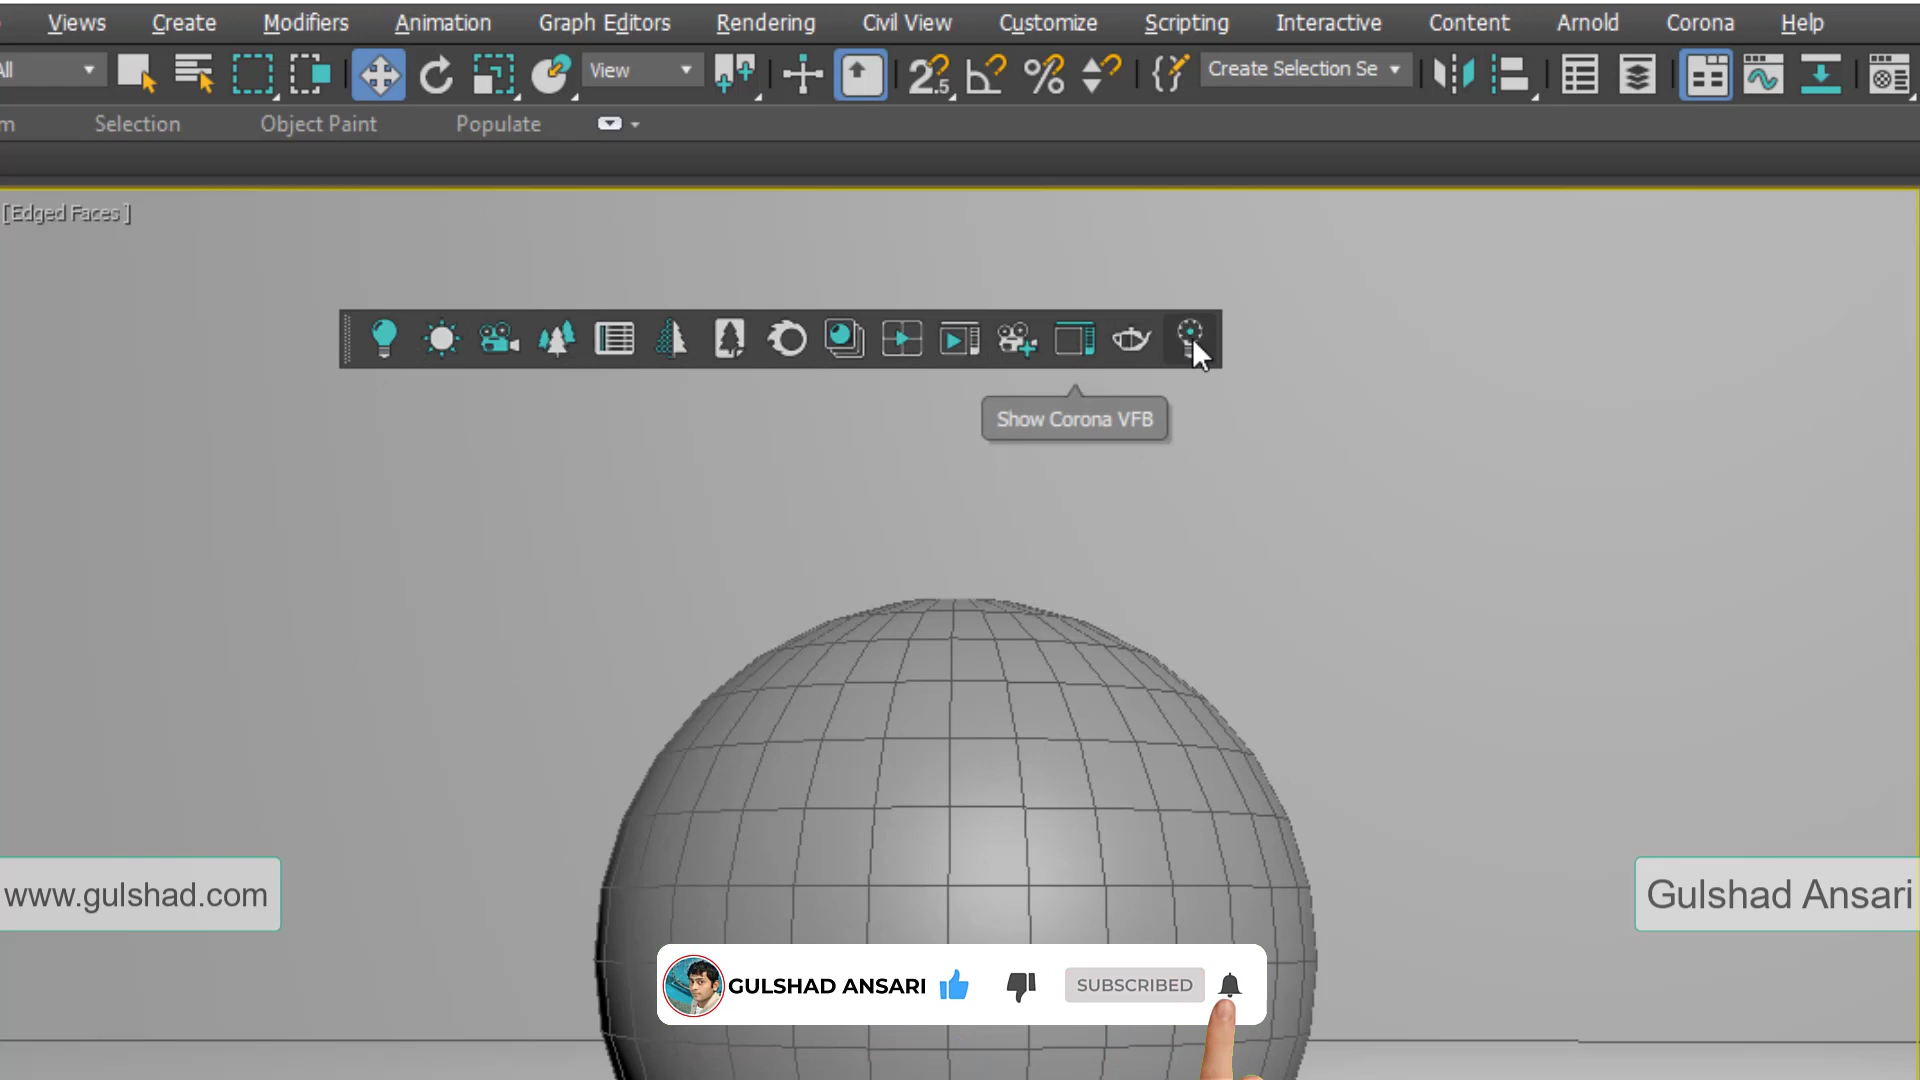 Views Create Modifiers Animation Graph Editors Rendering Civil View Customize Scripting Interactive Content Arnold Corona Help
All View 2.5 Create Selection Se
m Selection Object Paint Populate
[Edged Faces]
Show Corona VFB
www.gulshad.com
Gulshad Ansari
GULSHAD ANSARI SUBSCRIBED